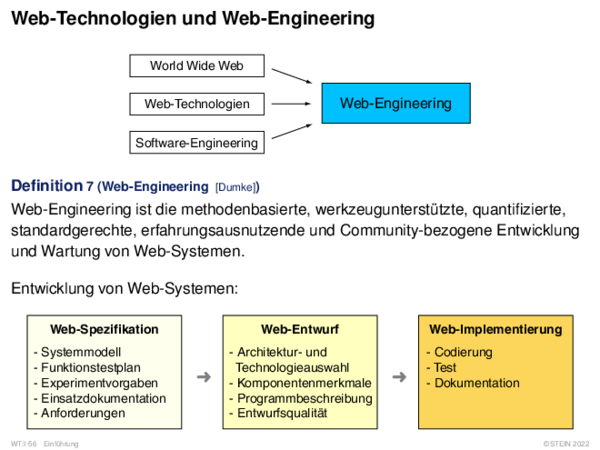 Web-Technologien und Web-Engineering
World Wide Web
Web-Technologien
Software-Engineering
Web-Engineering
Definition 7 (Web-Engineering [Dumke])
Web-Engineering ist die methodenbasierte, werkzeugunterstützte, quantifizierte,
standardgerechte, erfahrungsausnutzende und Community-bezogene Entwicklung
und Wartung von Web-Systemen.
Entwicklung von Web-Systemen:
Web-Spezifikation
- Systemmodell
- Funktionstestplan
- Experimentvorgaben
- Einsatzdokumentation
- Anforderungen
Web-Entwurf
- Architektur- und
Technologieauswahl
- Komponentenmerkmale
- Programmbeschreibung
- Entwurfsqualität
Web-Implementierung
- Codierung
- Test
- Dokumentation
WT:I-56 Einführung
©STEIN 2022